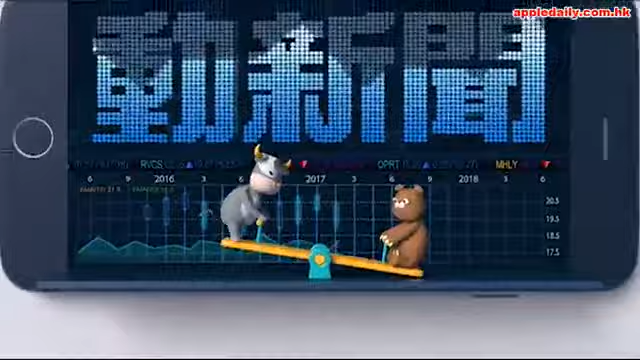 appledaily.com.hk
動新聞
RVCS OPRT MHLY
6 9 2016 3 6 2017 3 6 9 2018 3 6
20.5
19.5
18.5
17.5